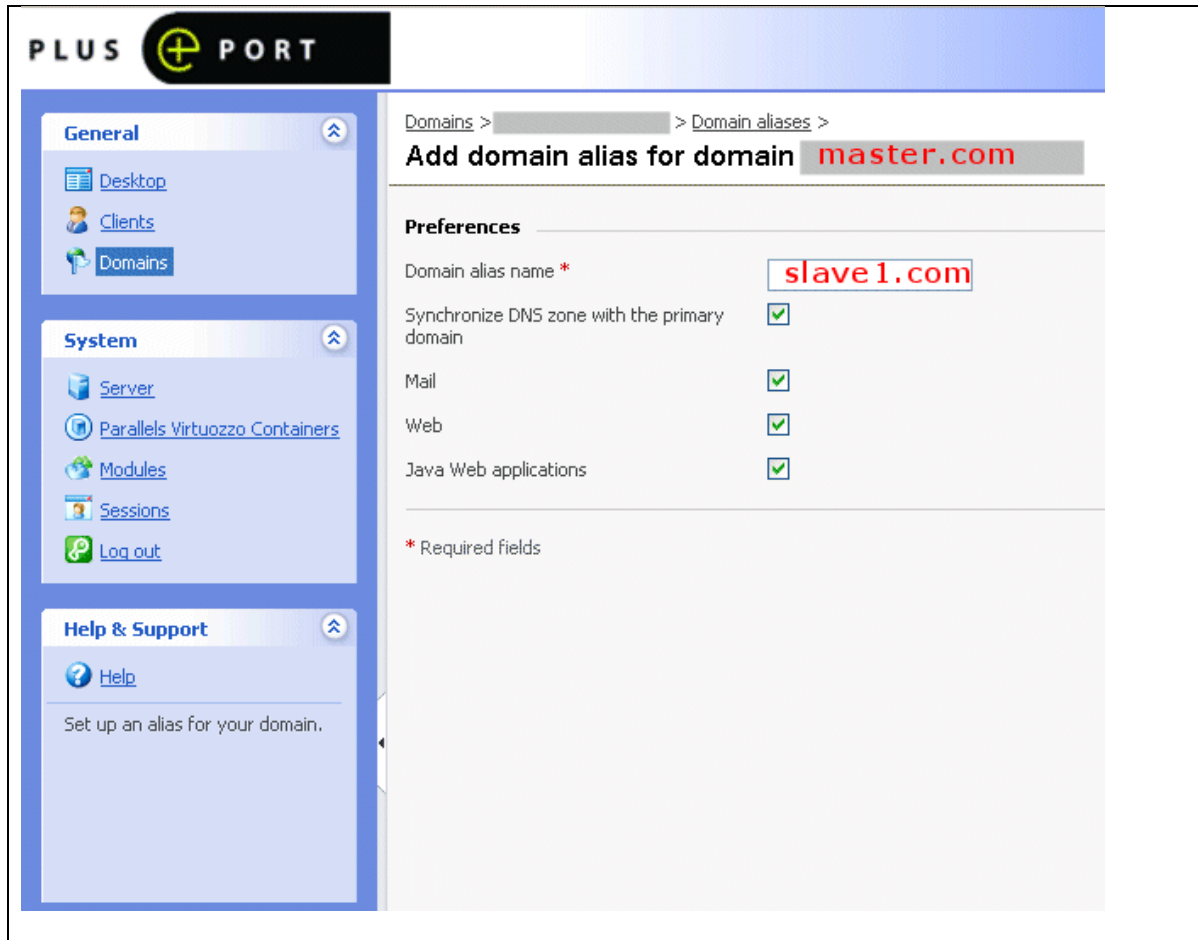 PLUS PORT
General
Desktop
Clients
Domains
System
Server
Parallels Virtuozzo Containers
Modules
Sessions
Log out
Help & Support
Help
Set up an alias for your domain.
Domains > > Domain aliases >
Add domain alias for domain master.com
Preferences
Domain alias name * slave1.com
Synchronize DNS zone with the primary
domain
Mail
Web
Java Web applications
* Required fields